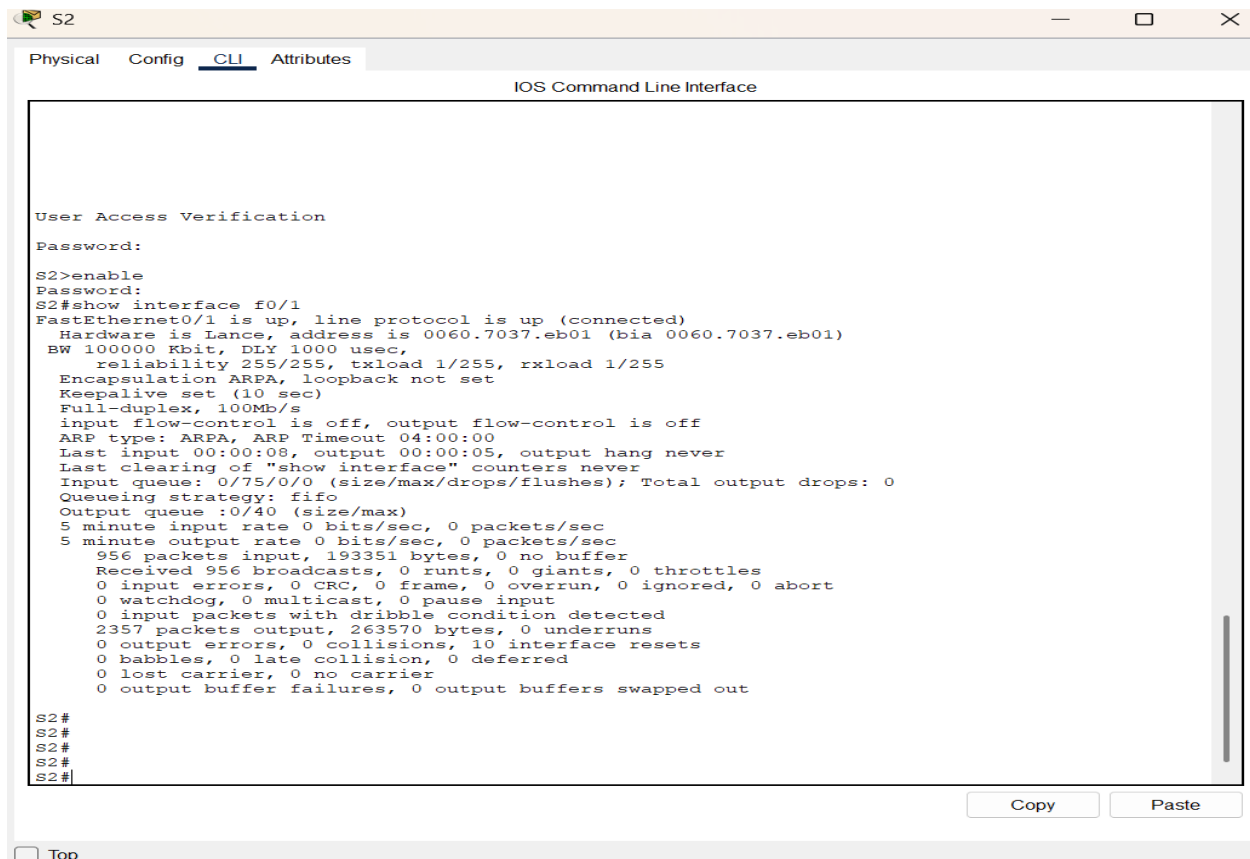 S2
Physical Config CLI Attributes
IOS Command Line Interface
User Access Verification
Password:
S2>enable
Password:
S2#show interface f0/1
FastEthernet0/1 is up, line protocol is up (connected)
Hardware is Lance, address is 0060.7037.eb01 (bia 0060.7037.eb01)
BW 100000 Kbit, DLY 1000 usec,
reliability 255/255, txload 1/255, rxload 1/255
Encapsulation ARPA, loopback not set
Keepalive set (10 sec)
Full-duplex, 100Mb/s
input flow-control is off, output flow-control is off
ARP type: ARPA, ARP Timeout 04:00:00
Last input 00:00:08, output 00:00:05, output hang never
Last clearing of "show interface" counters never
Input queue: 0/75/0/0 (size/max/drops/flushes); Total output drops: 0
Queueing strategy: fifo
Output queue :0/40 (size/max)
5 minute input rate 0 bits/sec, 0 packets/sec
5 minute output rate 0 bits/sec, 0 packets/sec
956 packets input, 193351 bytes, 0 no buffer
Received 956 broadcasts, 0 runts, 0 giants, 0 throttles
0 input errors, 0 CRC, 0 frame, 0 overrun, 0 ignored, 0 abort
0 watchdog, 0 multicast, 0 pause input
0 input packets with dribble condition detected
2357 packets output, 263570 bytes, 0 underruns
0 output errors, 0 collisions, 10 interface resets
0 babbles, 0 late collision, 0 deferred
0 lost carrier, 0 no carrier
0 output buffer failures, 0 output buffers swapped out
S2#
S2#
S2#
S2#
S2#
Copy Paste
Top